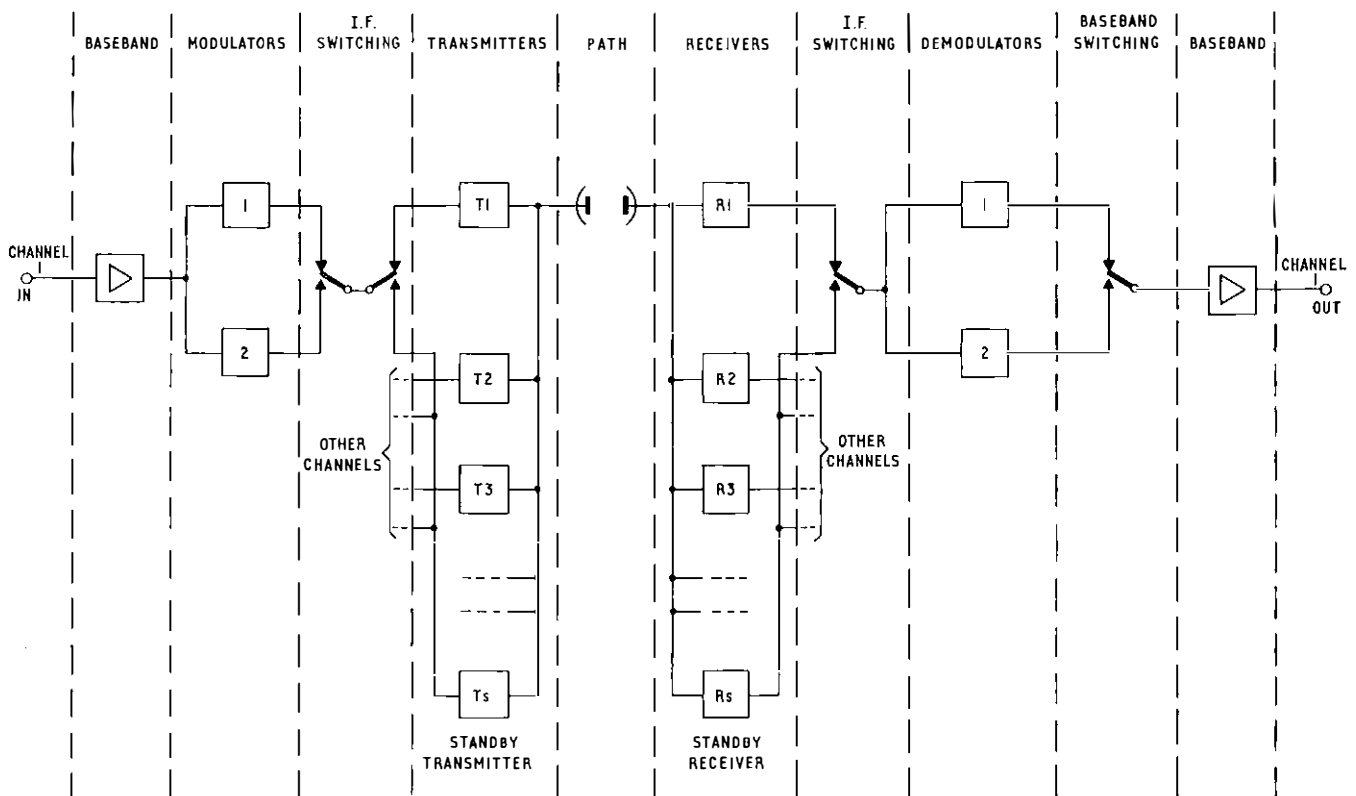 BASEBAND
MODULATORS
I.F.
SWITCHING
TRANSMITTERS
PATH
RECEIVERS
I.F.
SWITCHING
DEMODULATORS
BASEBAND
SWITCHING
BASEBAND
CHANNEL
IN
1
2
T1
T2
T3
Ts
OTHER
CHANNELS
STANDBY
TRANSMITTER
R1
R2
R3
Rs
OTHER
CHANNELS
STANDBY
RECEIVER
1
2
CHANNEL
OUT